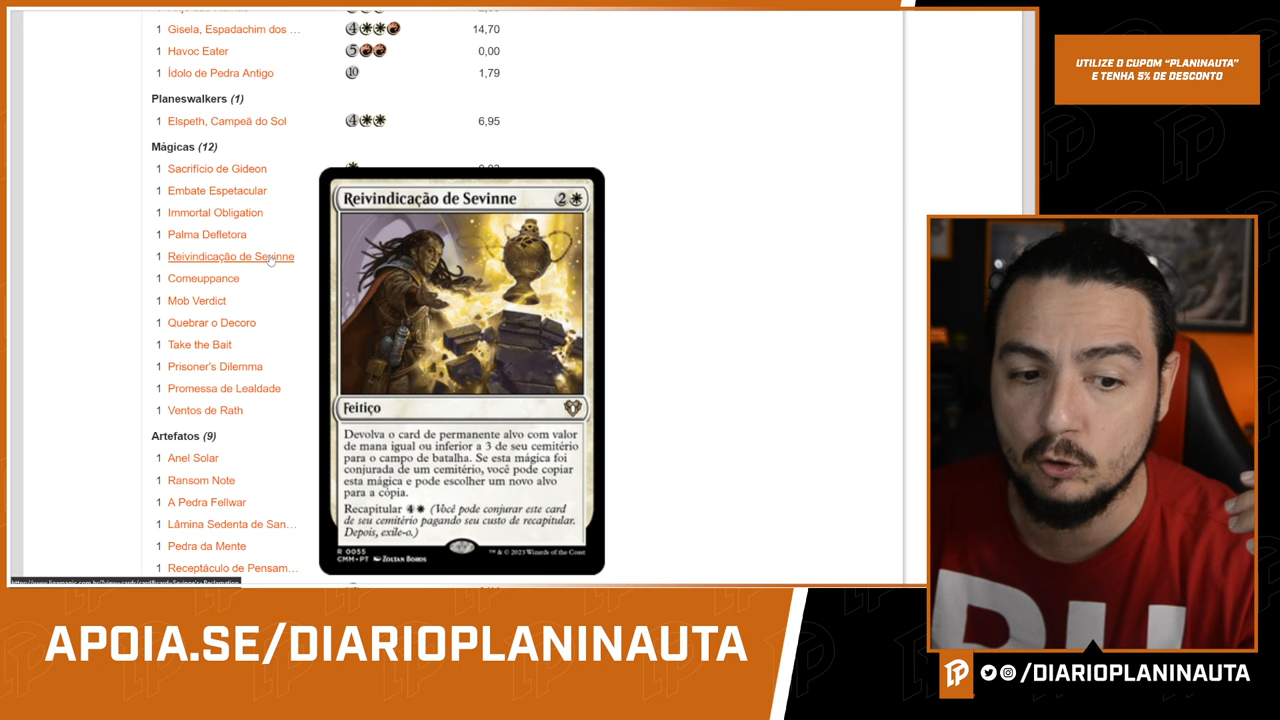 1 Gisela, Espadachim dos ... 4 14,70
1 Havoc Eater 5 0,00
1 Ídolo de Pedra Antigo 10 1,79
Planeswalkers (1)
1 Elspeth, Campeã do Sol 4 6,95
Mágicas (12)
1 Sacrifício de Gideon
1 Embate Espetacular
1 Immortal Obligation
1 Palma Defletora
1 Reivindicação de Sevinne
1 Comeuppance
1 Mob Verdict
1 Quebrar o Decoro
1 Take the Bait
1 Prisoner's Dilemma
1 Promessa de Lealdade
1 Ventos de Rath
Artefatos (9)
1 Anel Solar
1 Ransom Note
1 A Pedra Fellwar
1 Lâmina Sedenta de San...
1 Pedra da Mente
1 Receptáculo de Pensam...
Reivindicação de Sevinne 2
Feitiço
Devolva o card de permanente alvo com valor
de mana igual ou inferior a 3 de seu cemitério
para o campo de batalha. Se esta mágica foi
conjurada de um cemitério, você pode copiar
esta mágica e pode escolher um novo alvo
para a cópia.
Recapitular 4 (Você pode conjurar este card
de seu cemitério pagando seu custo de recapitular.
Depois, exile-o.)
R 0055
CMM • PT Zoltan Boros
™ & © 2023 Wizards of the Coast
UTILIZE O CUPOM “PLANINAUTA”
E TENHA 5% DE DESCONTO
APOIA.SE/DIARIOPLANINAUTA
/DIARIOPLANINAUTA